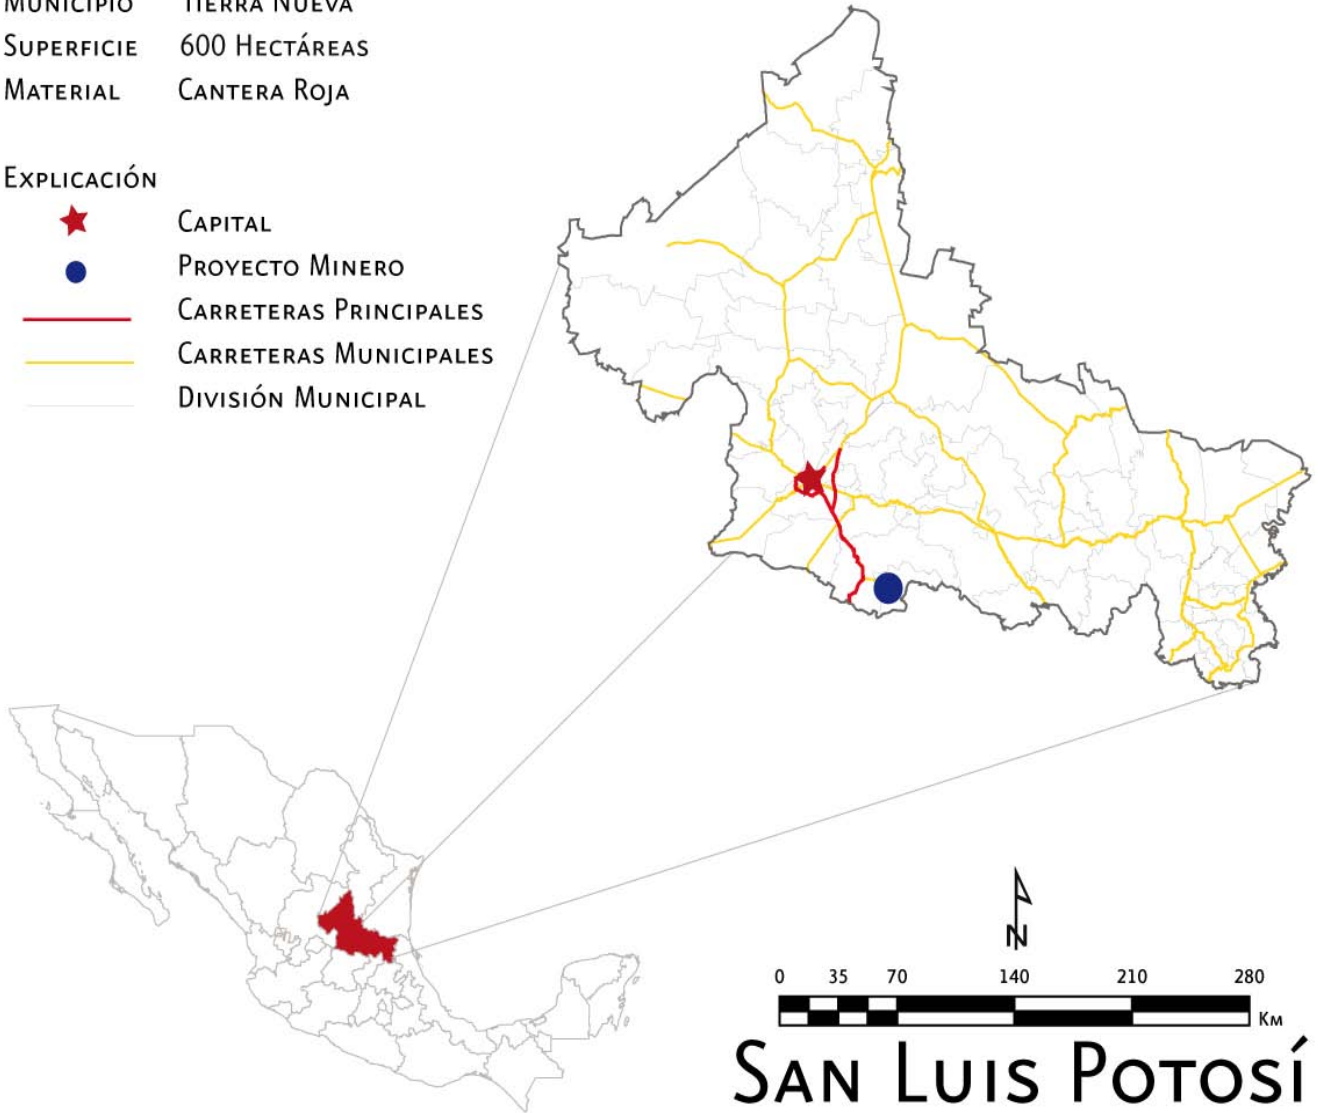 Municipio Tierra Nueva
Superficie 600 Hectáreas
Material Cantera Roja
Explicación
Capital
Proyecto Minero
Carreteras Principales
Carreteras Municipales
División Municipal
N
0 35 70 140 210 280
Km
San Luis Potosí